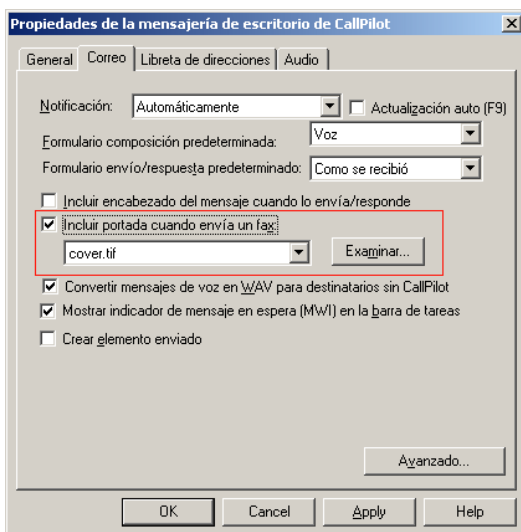 Propiedades de la mensajería de escritorio de CallPilot
General Correo Libreta de direcciones Audio
Notificación: Automáticamente Actualización auto (F9)
Formulario composición predeterminada: Voz
Formulario envío/respuesta predeterminado: Como se recibió
Incluir encabezado del mensaje cuando lo envía/responde
Incluir portada cuando envía un fax:
cover.tif Examinar...
Convertir mensajes de voz en WAV para destinatarios sin CallPilot
Mostrar indicador de mensaje en espera (MWI) en la barra de tareas
Crear elemento enviado
Avanzado...
OK Cancel Apply Help